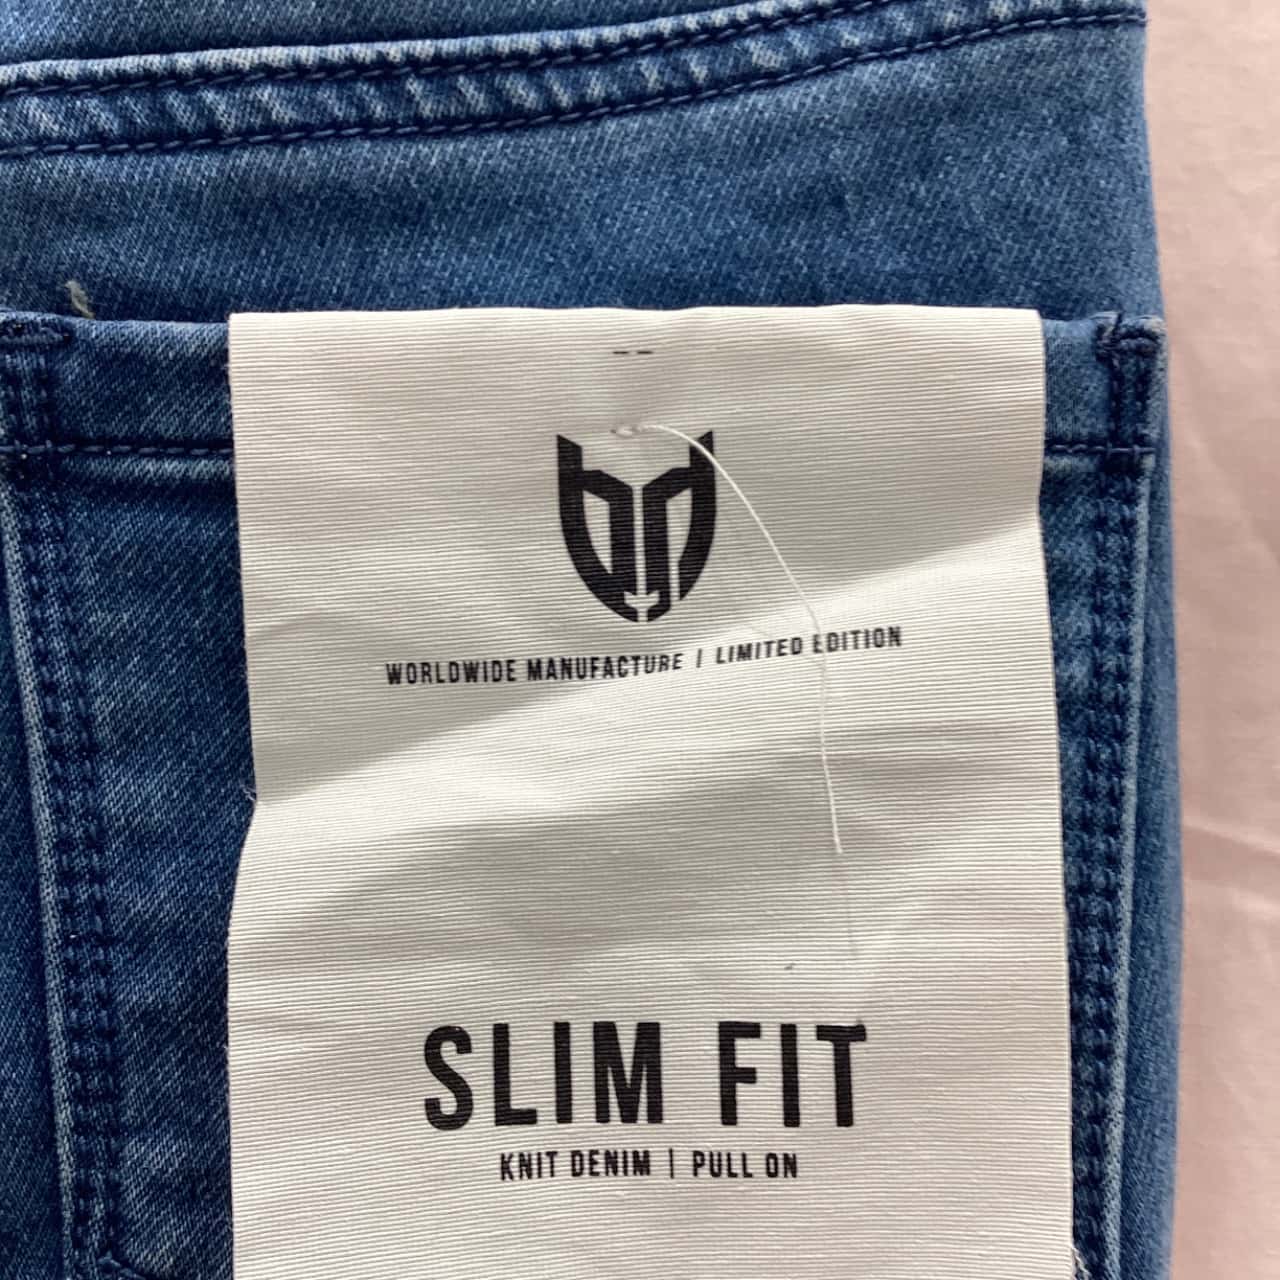 WORLDWIDE MANUFACTURE | LIMITED EDITION
SLIM FIT
KNIT DENIM | PULL ON